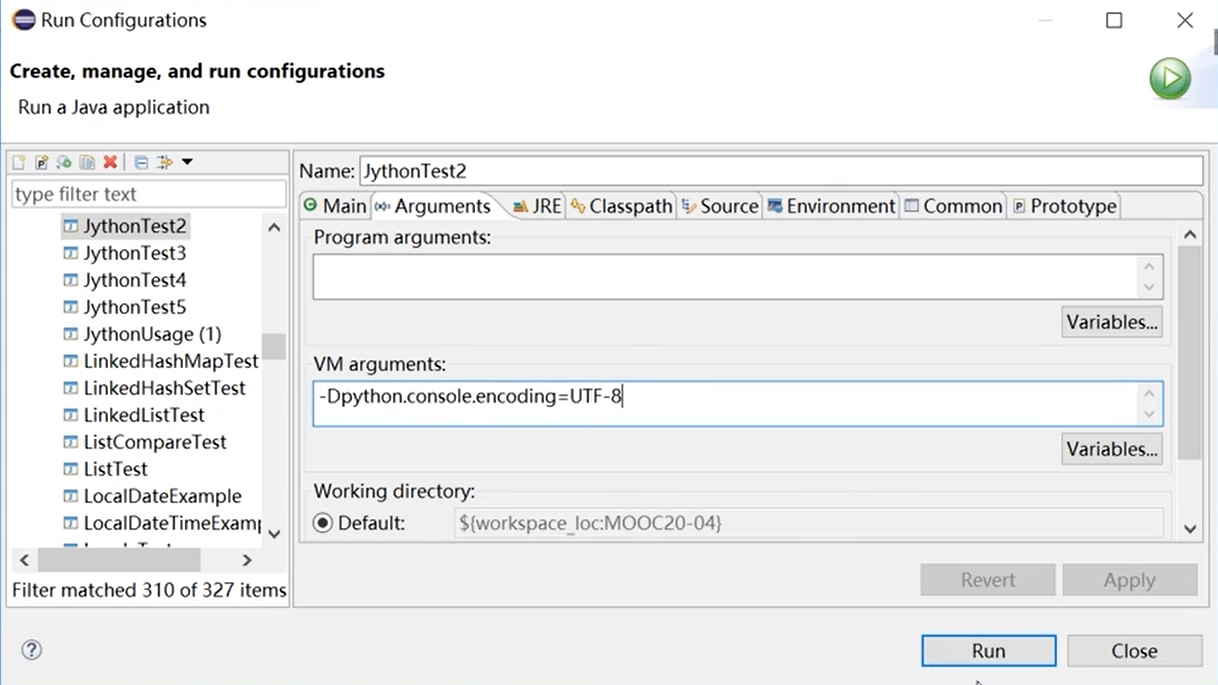 Run Configurations
Create, manage, and run configurations
Run a Java application
type filter text
JythonTest2
JythonTest3
JythonTest4
JythonTest5
JythonUsage (1)
LinkedHashMapTest
LinkedHashSetTest
LinkedListTest
ListCompareTest
ListTest
LocalDateExample
LocalDateTimeExamp
Filter matched 310 of 327 items
Name: JythonTest2
Main Arguments JRE Classpath Source Environment Common Prototype
Program arguments:
Variables...
VM arguments:
-Dpython.console.encoding=UTF-8
Variables...
Working directory:
Default: ${workspace_loc:MOOC20-04}
Revert Apply
Run Close